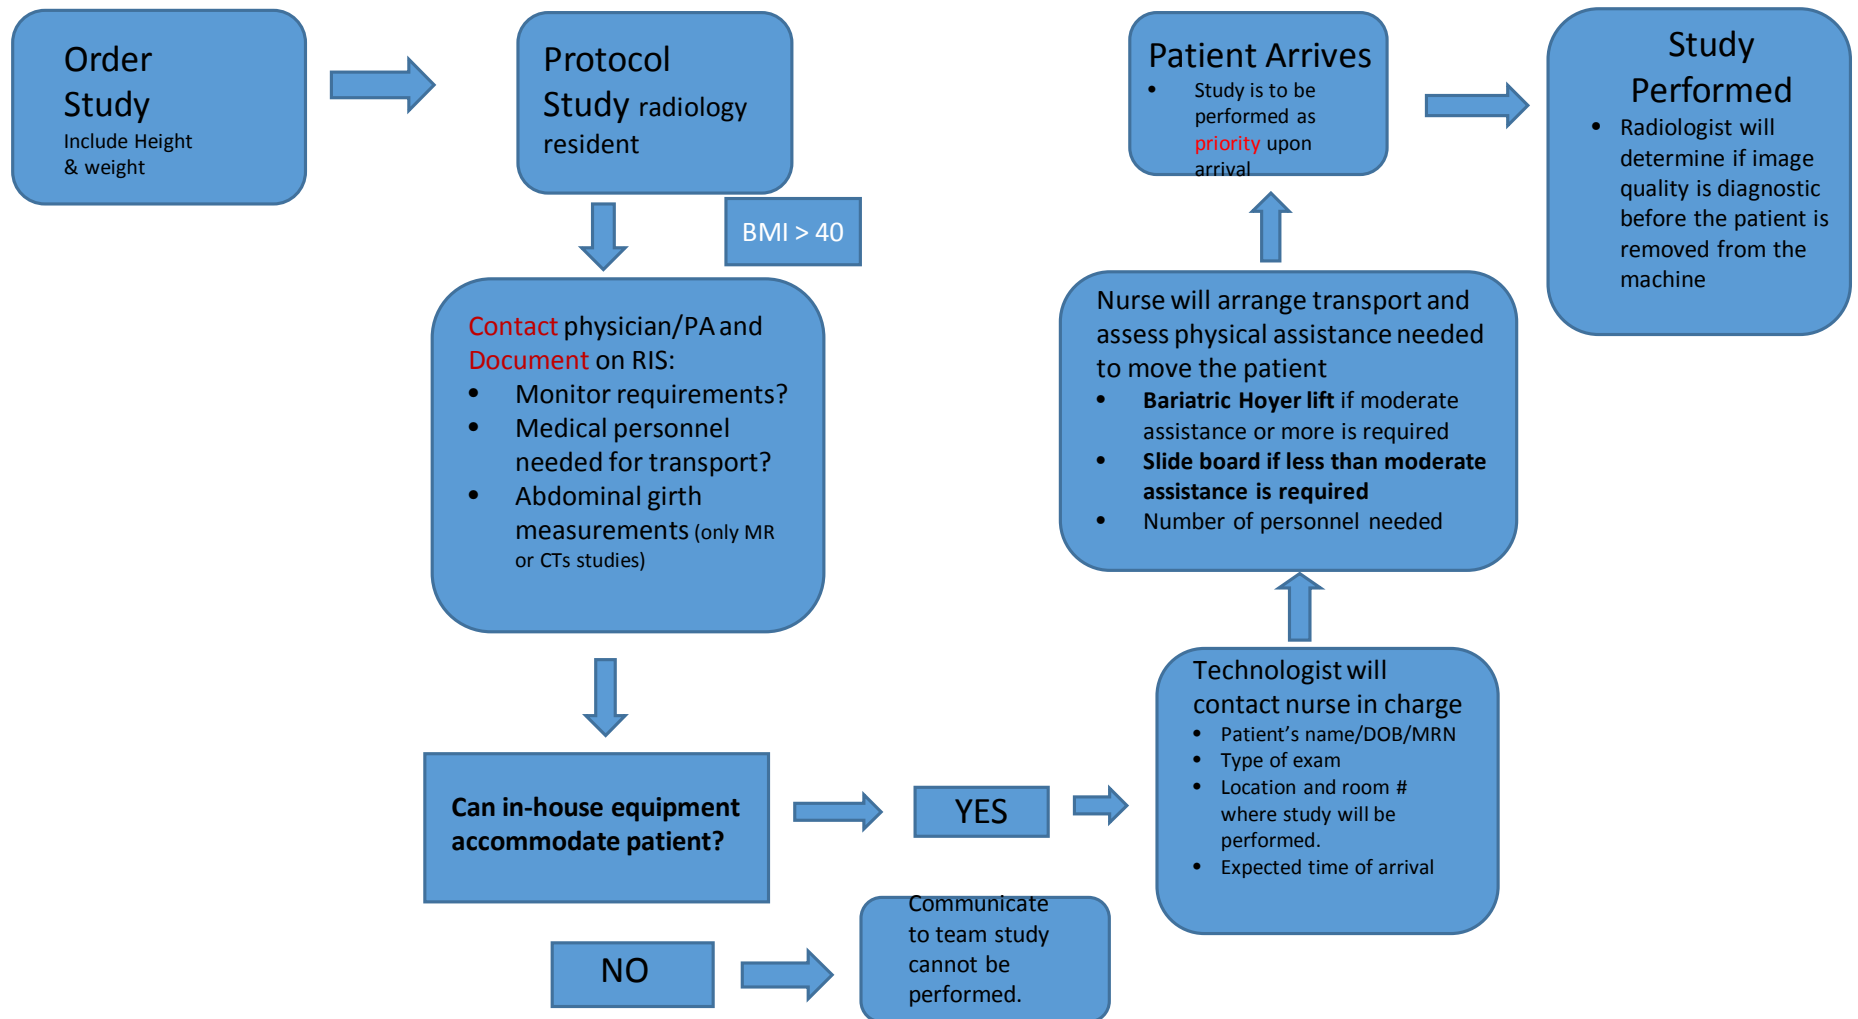 Order
Study
Include Height
& weight
Protocol
Study radiology
resident
BMI > 40
Contact physician/PA and
Document on RIS:
• Monitor requirements?
• Medical personnel
needed for transport?
• Abdominal girth
measurements (only MR
or CTs studies)
Can in-house equipment
accommodate patient?
YES
NO
Communicate
to team study
cannot be
performed.
Technologist will
contact nurse in charge
• Patient's name/DOB/MRN
• Type of exam
• Location and room #
where study will be
performed.
• Expected time of arrival
Nurse will arrange transport and
assess physical assistance needed
to move the patient
• Bariatric Hoyer lift if moderate
assistance or more is required
• Slide board if less than moderate
assistance is required
• Number of personnel needed
Patient Arrives
• Study is to be
performed as
priority upon
arrival
Study
Performed
• Radiologist will
determine if image
quality is diagnostic
before the patient is
removed from the
machine